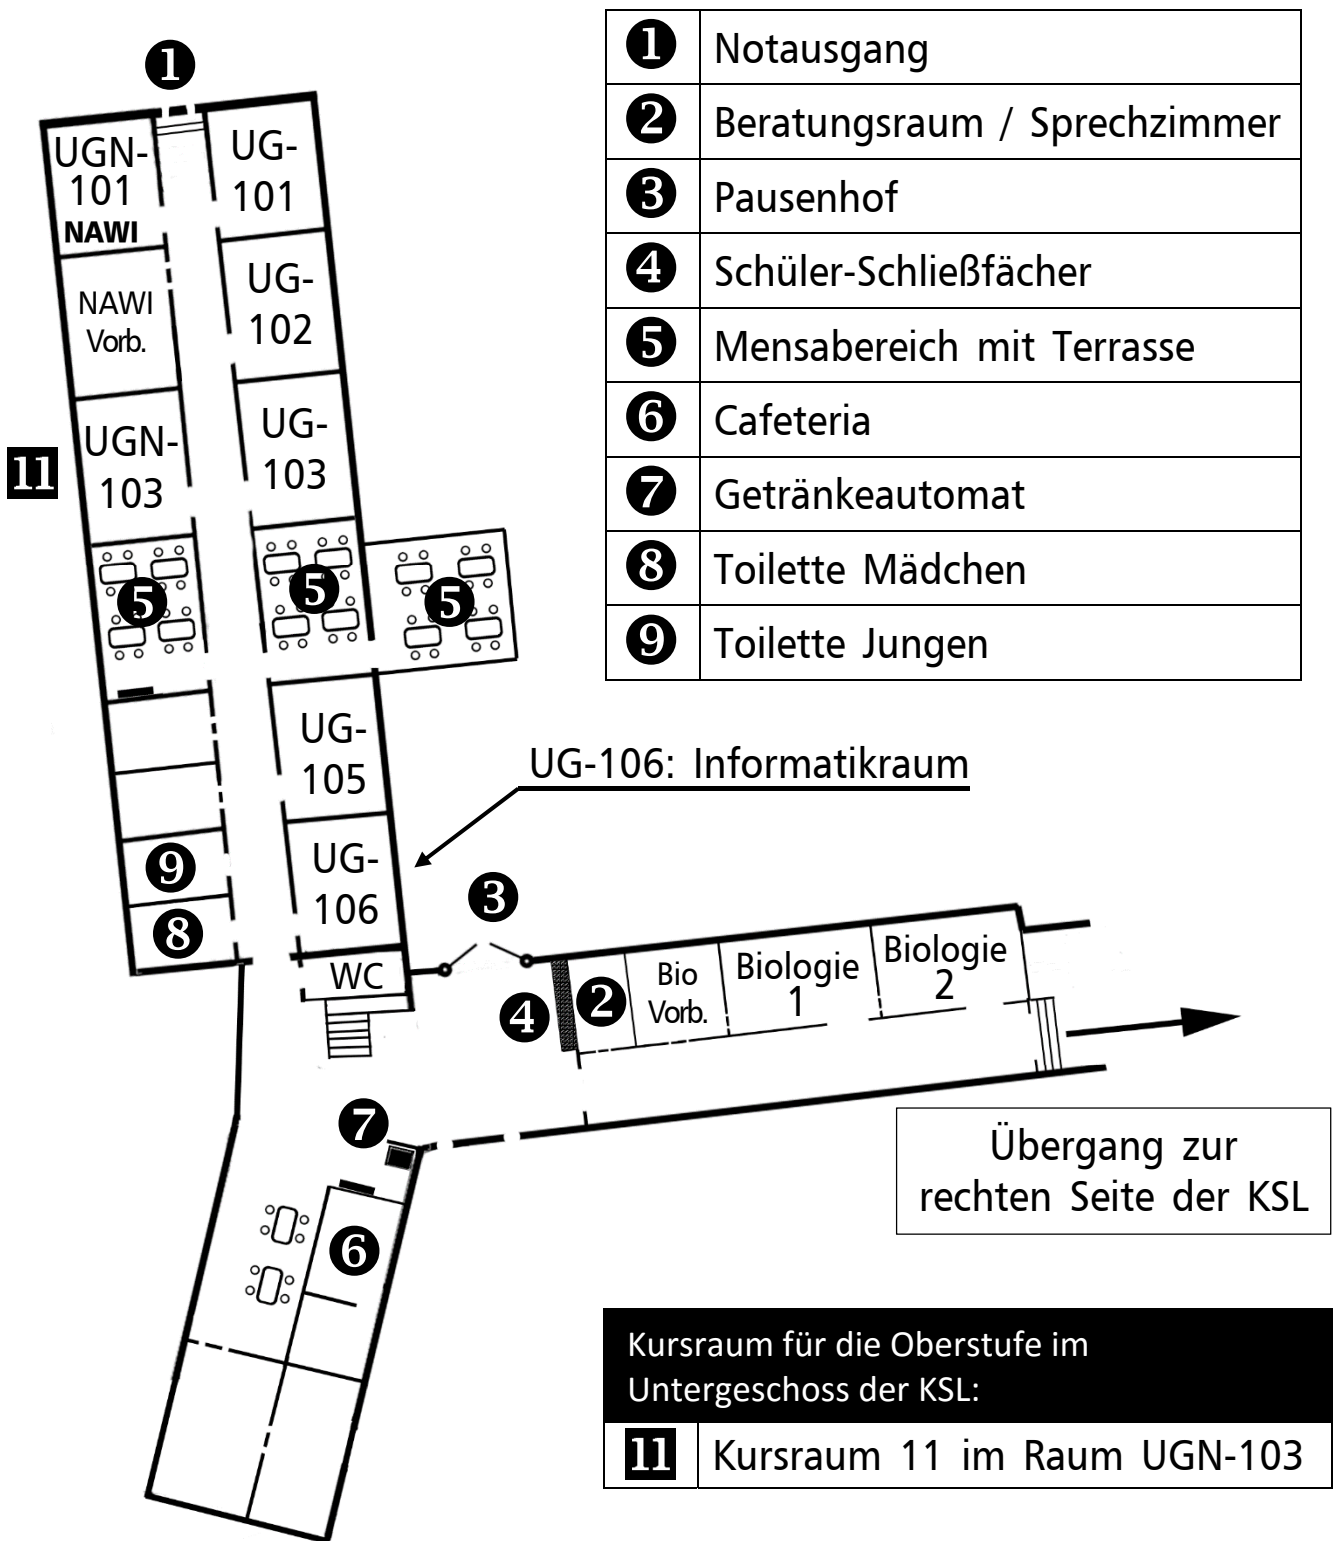 ❶ Notausgang
❷ Beratungsraum / Sprechzimmer
❸ Pausenhof
❹ Schüler-Schließfächer
❺ Mensabereich mit Terrasse
❻ Cafeteria
❼ Getränkeautomat
❽ Toilette Mädchen
❾ Toilette Jungen
❶
UGN-
101
NAWI
UG-
101
NAWI
Vorb.
UG-
102
11
UGN-
103
UG-
103
❺
❺
❺
UG-
105
UG-106: Informatikraum
UG-
106
❾
❽
WC
❸
❹
❷
Bio
Vorb.
Biologie
1
Biologie
2
❼
❻
Übergang zur
rechten Seite der KSL
Kursraum für die Oberstufe im
Untergeschoss der KSL:
11 Kursraum 11 im Raum UGN-103